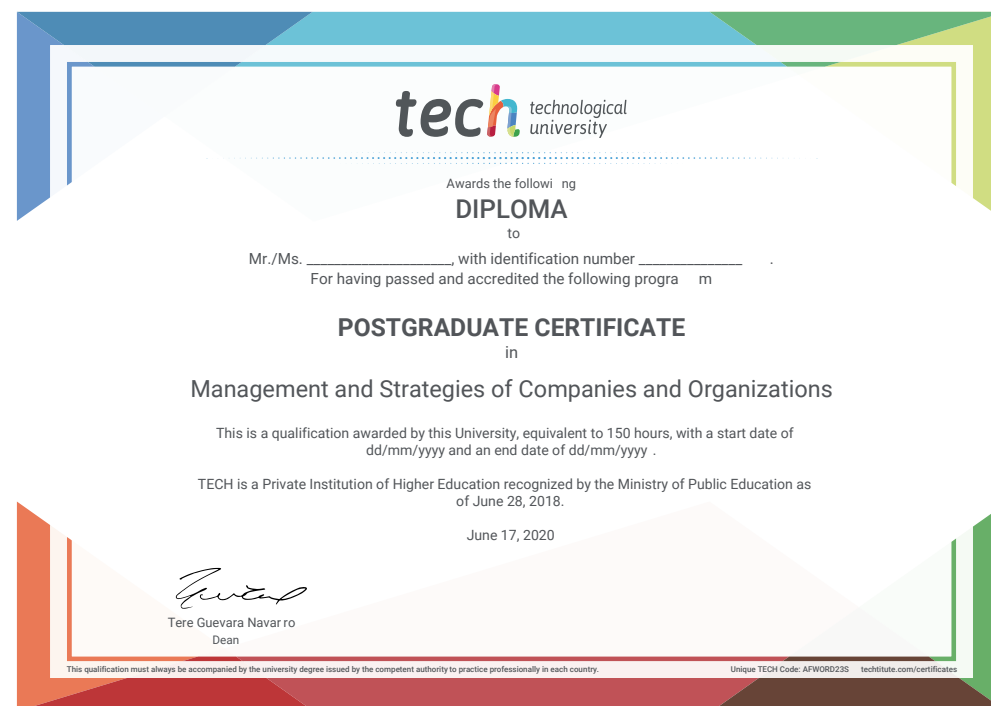 tech technological
university
Awards the followi ng
DIPLOMA
to
Mr./Ms. ____________________, with identification number ______________ .
For having passed and accredited the following progra m
POSTGRADUATE CERTIFICATE
in
Management and Strategies of Companies and Organizations
This is a qualification awarded by this University, equivalent to 150 hours, with a start date of
dd/mm/yyyy and an end date of dd/mm/yyyy .
TECH is a Private Institution of Higher Education recognized by the Ministry of Public Education as
of June 28, 2018.
June 17, 2020
Tere Guevara Navar ro
Dean
This qualification must always be accompanied by the university degree issued by the competent authority to practice professionally in each country.
Unique TECH Code: AFWORD23S techtitute.com/certificates